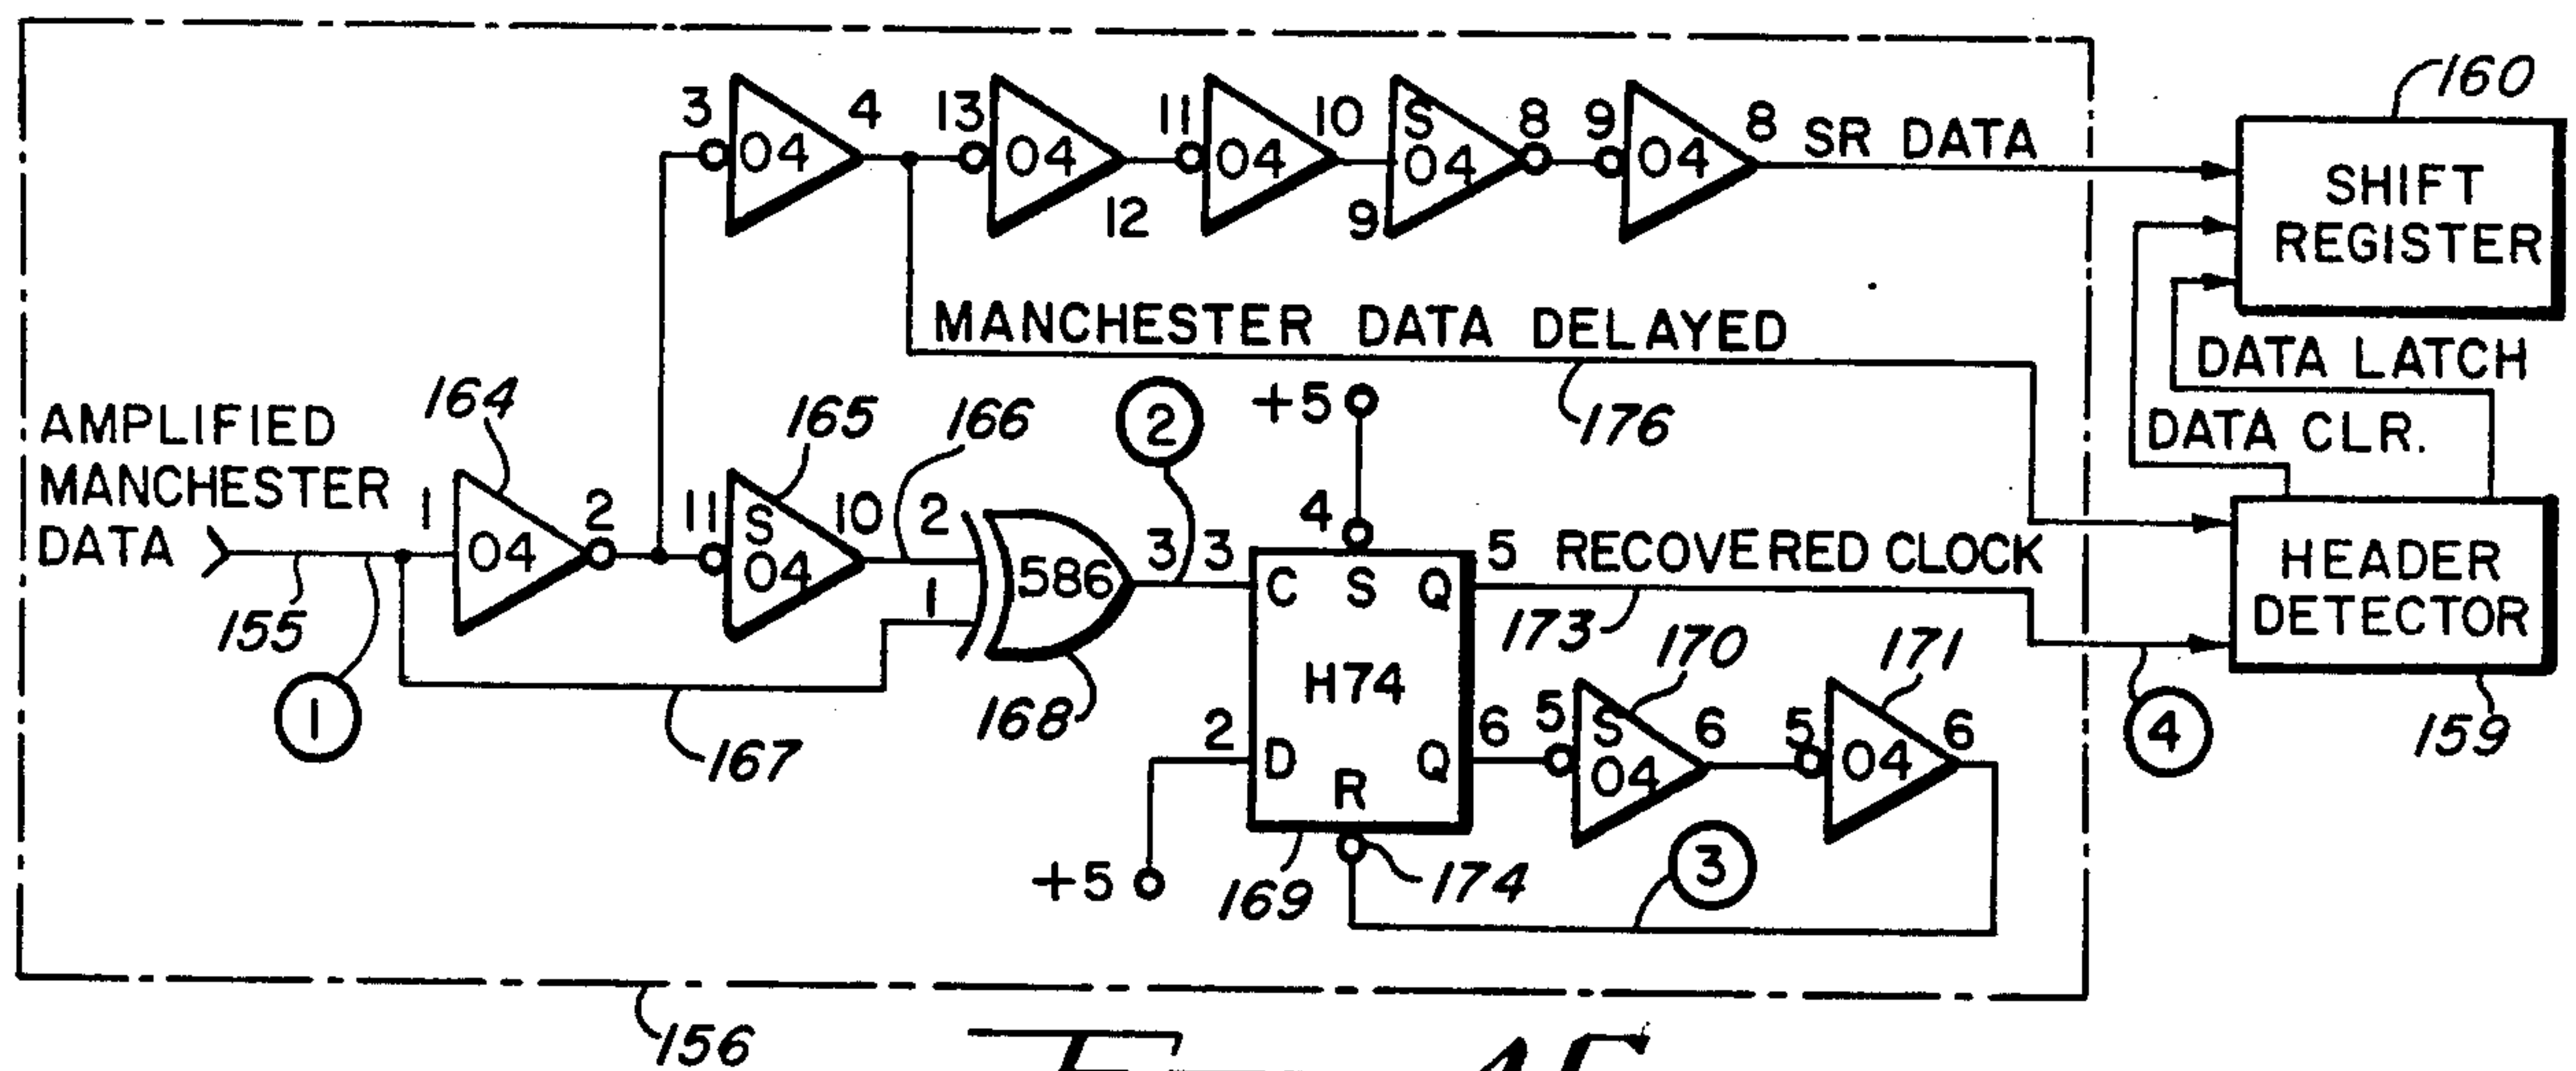 160
3 04 4 13 04 12 11 04 10 9 S 04 8 9 04 8 SR DATA
SHIFT
REGISTER
MANCHESTER DATA DELAYED
176
DATA LATCH
DATA CLR.
AMPLIFIED
MANCHESTER
DATA
155
1
1 04 2
164
11 S 04 10
165
166
2
1
167
586
168
2
3 3
+5
4
C S Q
H74
D R Q
2
+5
169
174
5 RECOVERED CLOCK
173
6 5 S 04 6
170
5 04 6
171
3
4
HEADER
DETECTOR
159
156